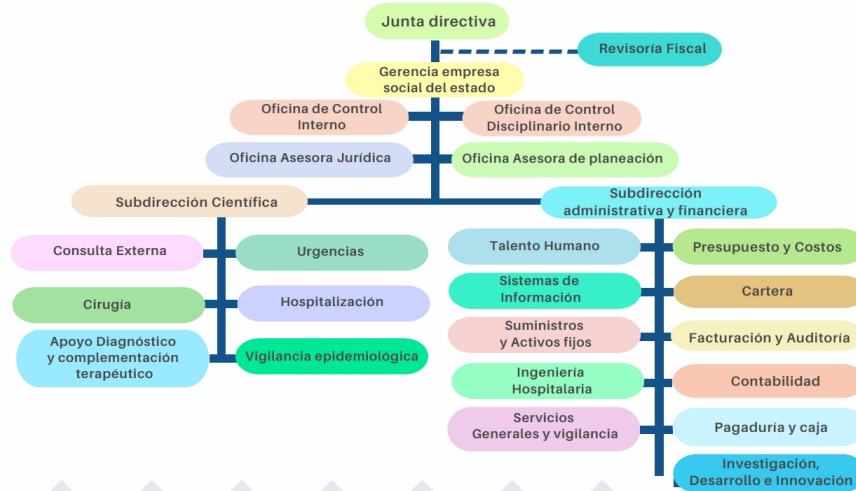 Junta directiva
Revisoría Fiscal
Gerencia empresa
social del estado
Oficina de Control
Interno
Oficina de Control
Disciplinario Interno
Oficina Asesora Jurídica
Oficina Asesora de planeación
Subdirección Científica
Subdirección
administrativa y financiera
Consulta Externa
Urgencias
Cirugía
Hospitalización
Apoyo Diagnóstico
y complementación
terapéutico
Vigilancia epidemiológica
Talento Humano
Presupuesto y Costos
Sistemas de
Información
Cartera
Suministros
y Activos fijos
Facturación y Auditoría
Ingeniería
Hospitalaria
Contabilidad
Servicios
Generales y vigilancia
Pagaduría y caja
Investigación,
Desarrollo e Innovación